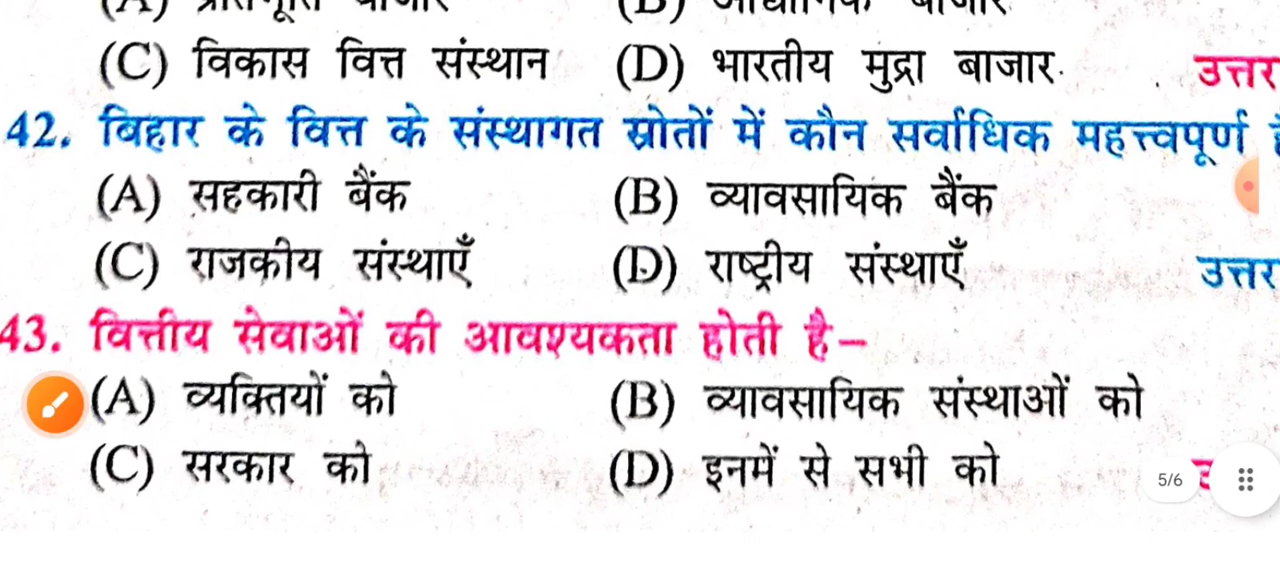 (C) विकास वित्त संस्थान (D) भारतीय मुद्रा बाजार उत्तर
42. बिहार के वित्त के संस्थागत स्रोतों में कौन सर्वाधिक महत्त्वपूर्ण
(A) सहकारी बैंक (B) व्यावसायिक बैंक
(C) राजकीय संस्थाएँ (D) राष्ट्रीय संस्थाएँ उत्तर
43. वित्तीय सेवाओं की आवश्यकता होती है–
(A) व्यक्तियों को (B) व्यावसायिक संस्थाओं को
(C) सरकार को (D) इनमें से सभी को
5/6